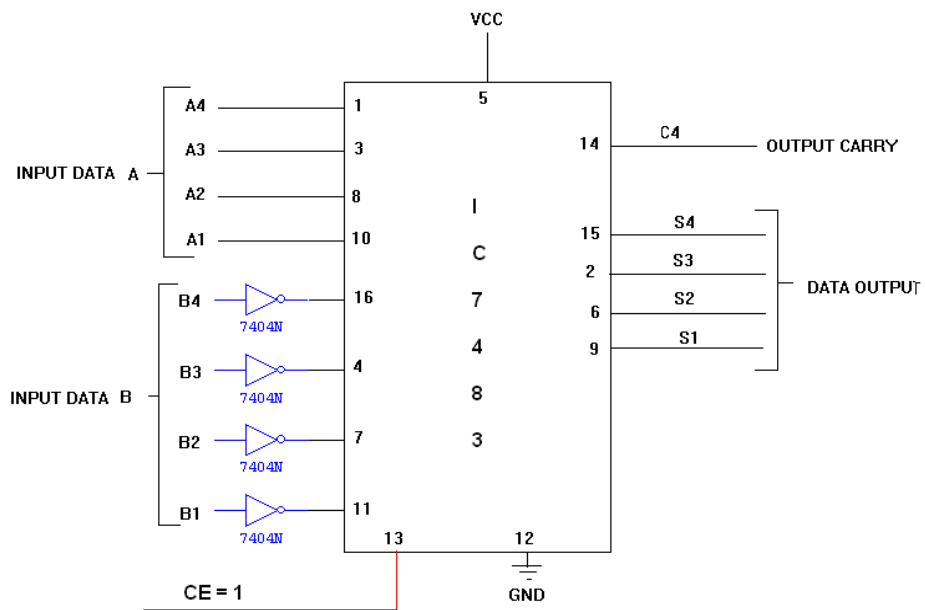 VCC
5
INPUT DATA A
A4
1
A3
3
A2
8
A1
10
14
C4
OUTPUT CARRY
I
C
7
4
8
3
15
S4
2
S3
6
S2
9
S1
DATA OUTPUT
INPUT DATA B
B4
7404N
16
B3
7404N
4
B2
7404N
7
B1
7404N
11
13
12
CE = 1
GND